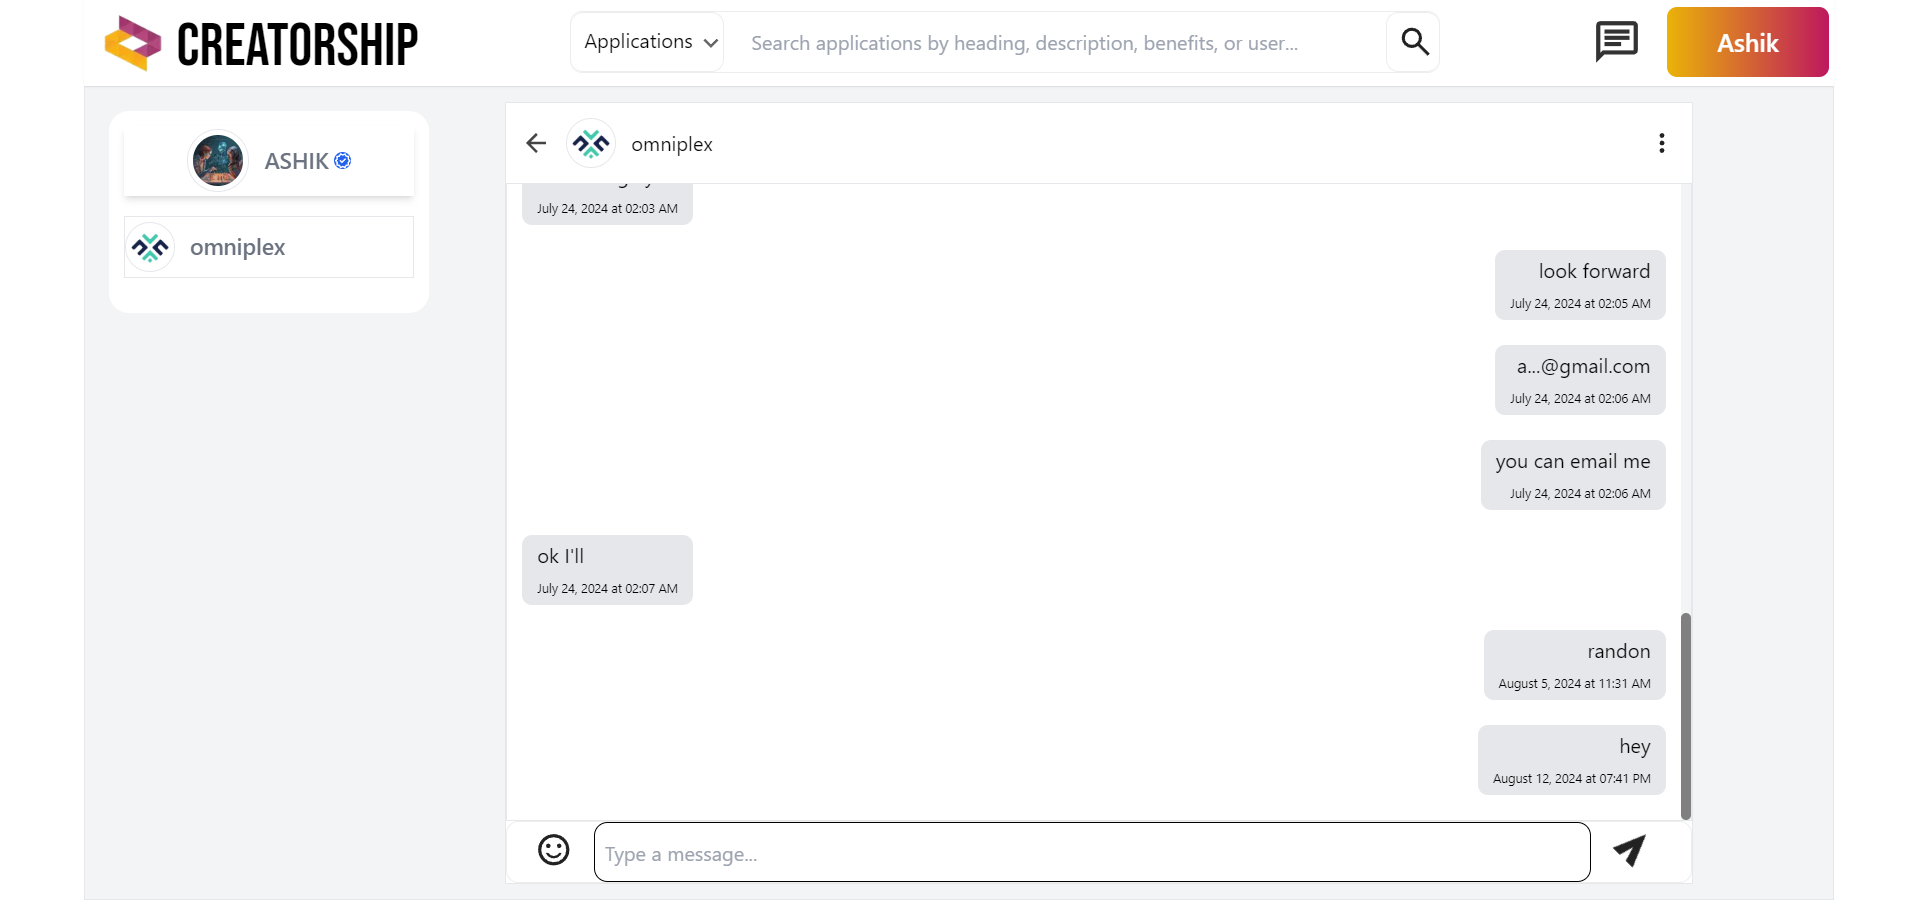 CREATORSHIP
Applications
Search applications by heading, description, benefits, or user...
Ashik
ASHIK
omniplex
omniplex
July 24, 2024 at 02:03 AM
look forward
July 24, 2024 at 02:05 AM
a...@gmail.com
July 24, 2024 at 02:06 AM
you can email me
July 24, 2024 at 02:06 AM
ok I'll
July 24, 2024 at 02:07 AM
randon
August 5, 2024 at 11:31 AM
hey
August 12, 2024 at 07:41 PM
Type a message...